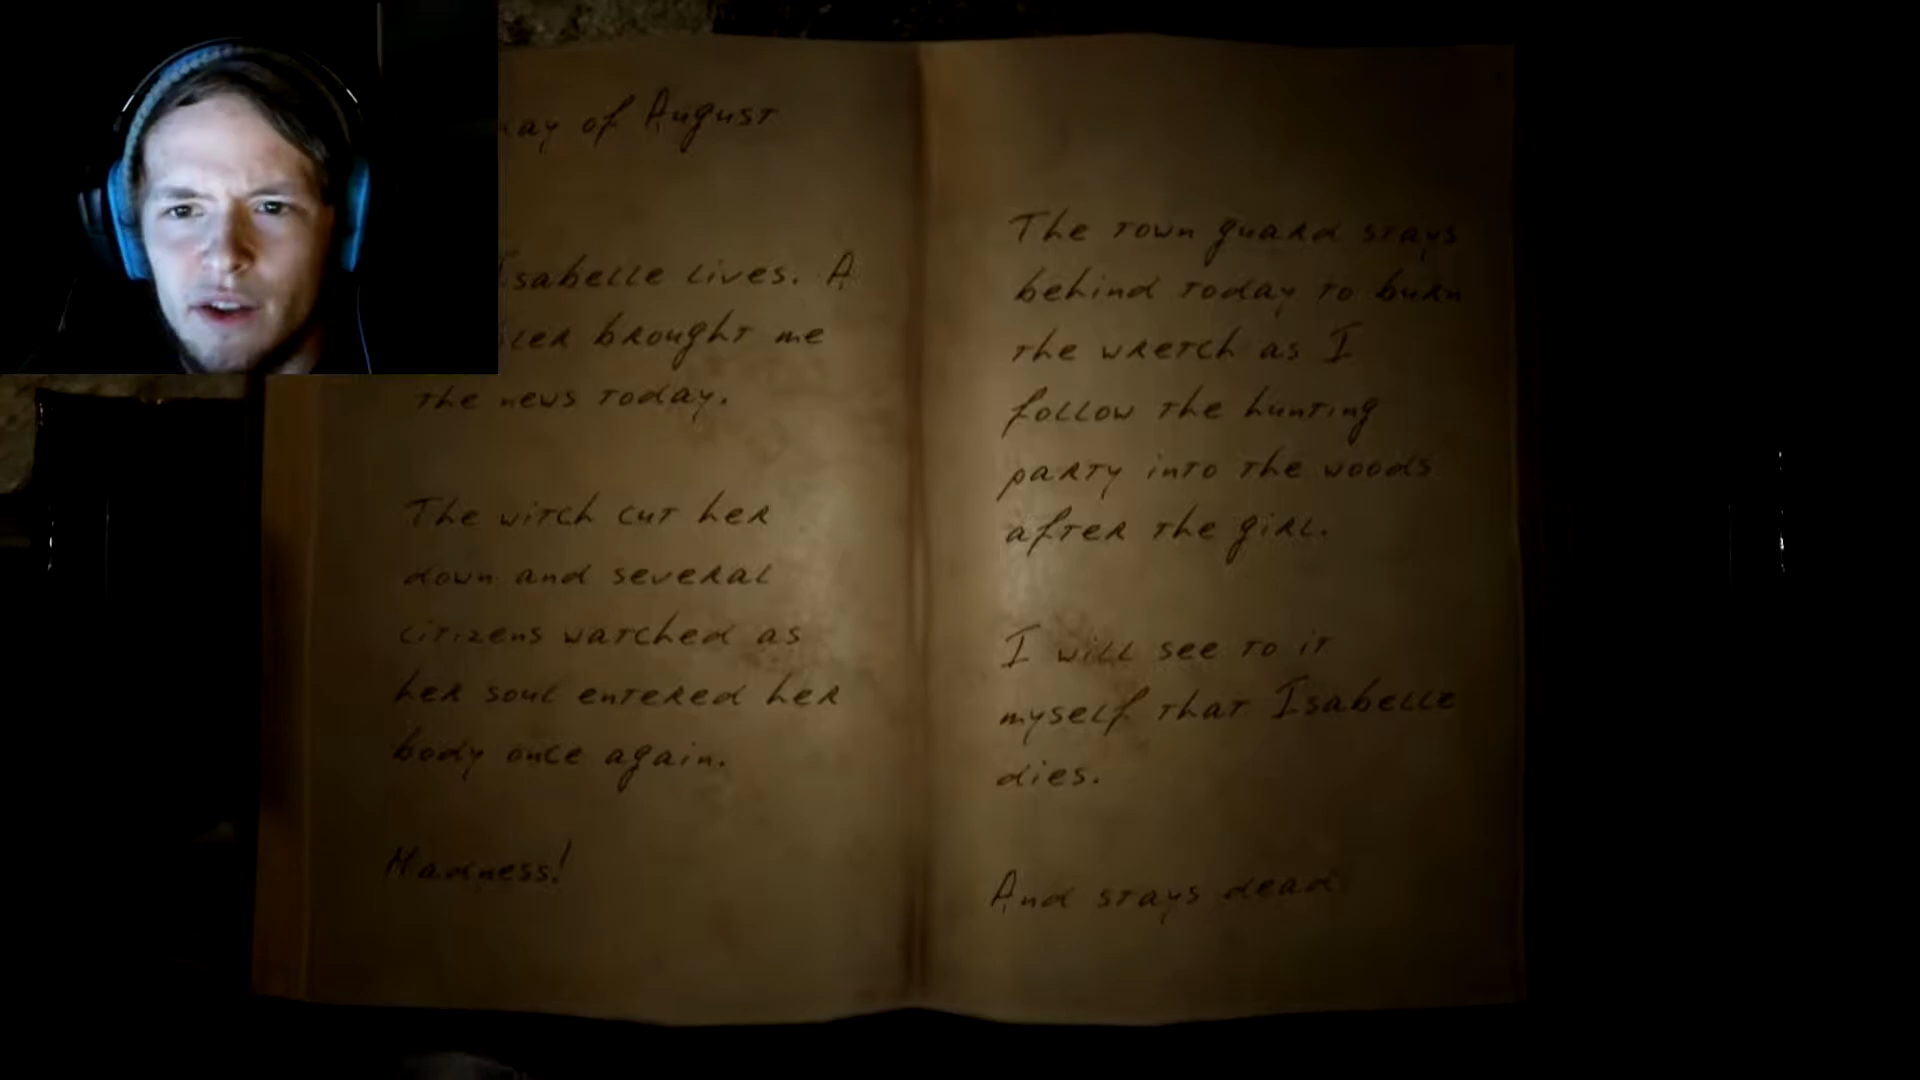 of August
Isabelle lives. A
brought me
the news today.
The witch cut her
down and several
citizens watched as
her soul entered her
body once again.
Madness!
The town guard stays
behind today to burn
the wretch as I
follow the hunting
party into the woods
after the girl.
I will see to it
myself that Isabelle
dies.
And stays dead